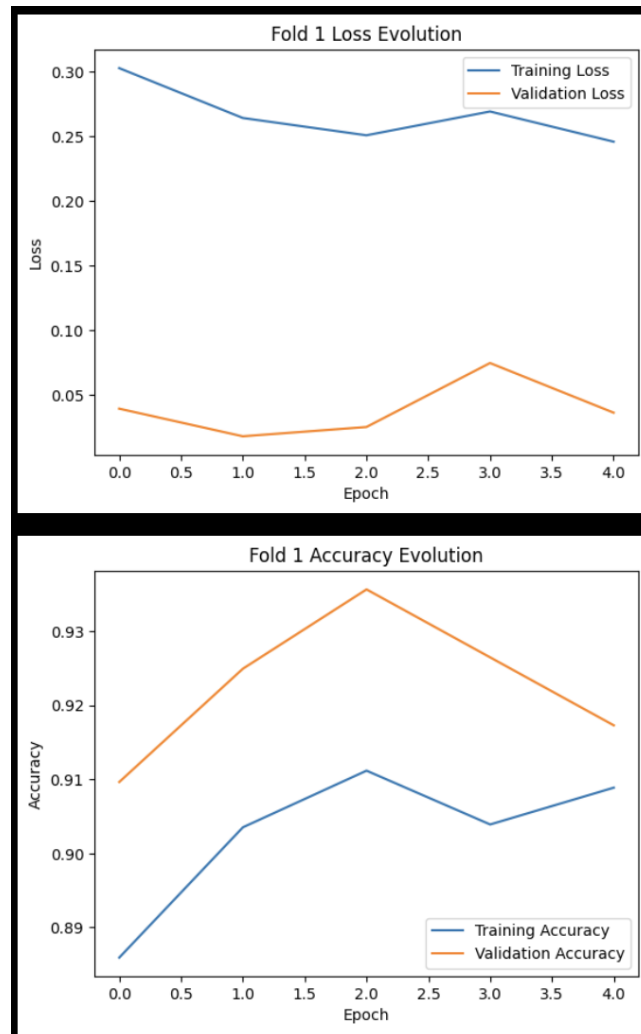 Fold 1 Loss Evolution
Training Loss
Validation Loss
0.30
0.25
0.20
0.15
0.10
0.05
Loss
0.0 0.5 1.0 1.5 2.0 2.5 3.0 3.5 4.0
Epoch
Fold 1 Accuracy Evolution
0.93
0.92
0.91
0.90
0.89
Accuracy
Training Accuracy
Validation Accuracy
0.0 0.5 1.0 1.5 2.0 2.5 3.0 3.5 4.0
Epoch